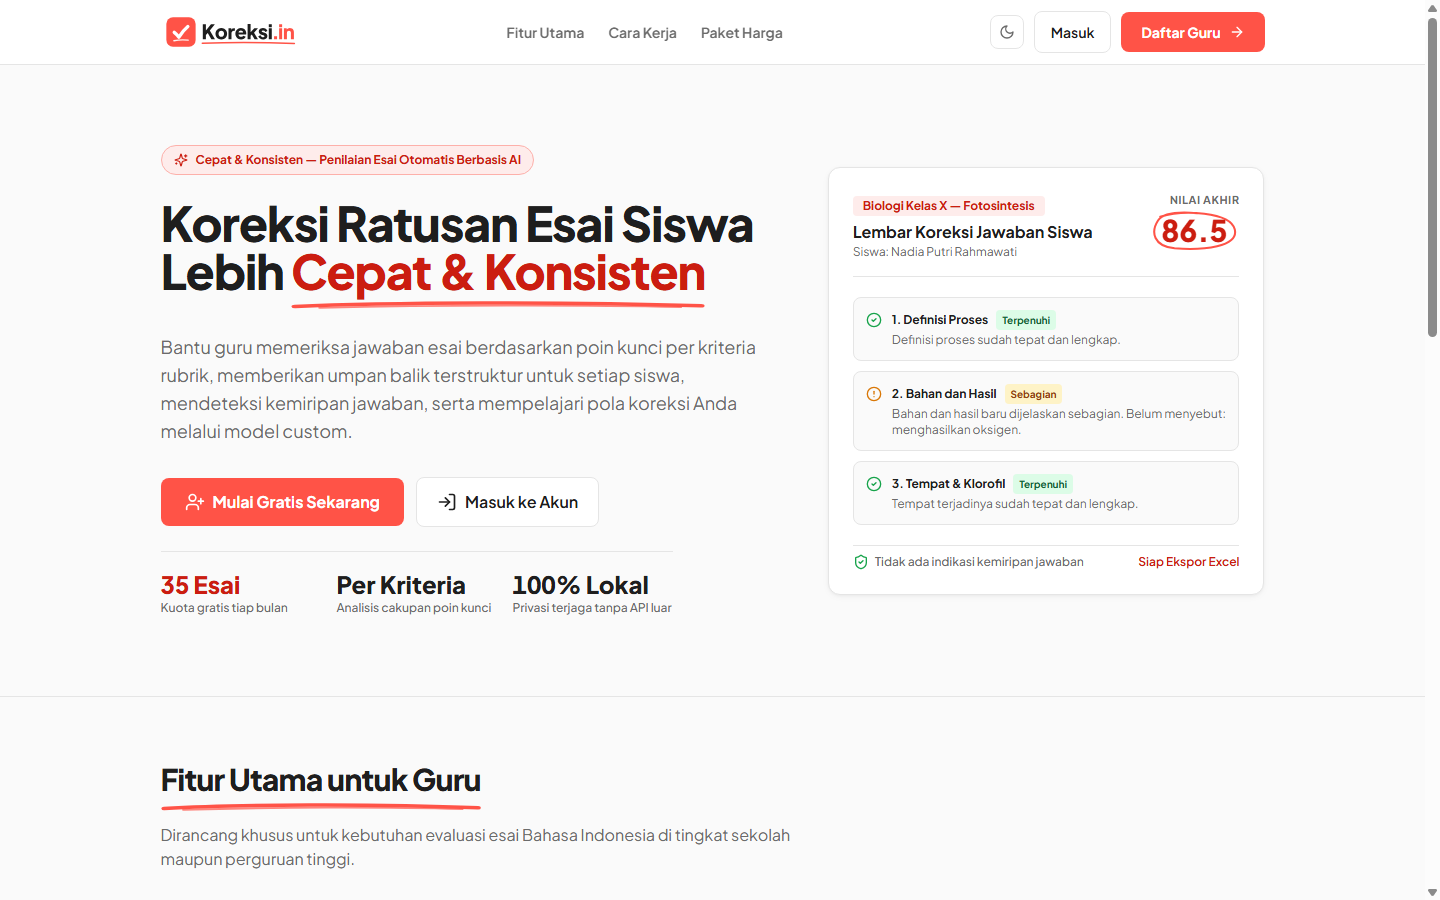 Koreksi.in
Fitur Utama
Cara Kerja
Paket Harga
Masuk
Daftar Guru
Cepat & Konsisten — Penilaian Esai Otomatis Berbasis AI
Koreksi Ratusan Esai Siswa
Lebih Cepat & Konsisten
Bantu guru memeriksa jawaban esai berdasarkan poin kunci per kriteria
rubrik, memberikan umpan balik terstruktur untuk setiap siswa,
mendeteksi kemiripan jawaban, serta mempelajari pola koreksi Anda
melalui model custom.
Mulai Gratis Sekarang
Masuk ke Akun
35 Esai
Kuota gratis tiap bulan
Per Kriteria
Analisis cakupan poin kunci
100% Lokal
Privasi terjaga tanpa API luar
Biologi Kelas X — Fotosintesis
Lembar Koreksi Jawaban Siswa
Siswa: Nadia Putri Rahmawati
NILAI AKHIR
86.5
1. Definisi Proses Terpenuhi
Definisi proses sudah tepat dan lengkap.
2. Bahan dan Hasil Sebagian
Bahan dan hasil baru dijelaskan sebagian. Belum menyebut:
menghasilkan oksigen.
3. Tempat & Klorofil Terpenuhi
Tempat terjadinya sudah tepat dan lengkap.
Tidak ada indikasi kemiripan jawaban
Siap Ekspor Excel
Fitur Utama untuk Guru
Dirancang khusus untuk kebutuhan evaluasi esai Bahasa Indonesia di tingkat sekolah
maupun perguruan tinggi.